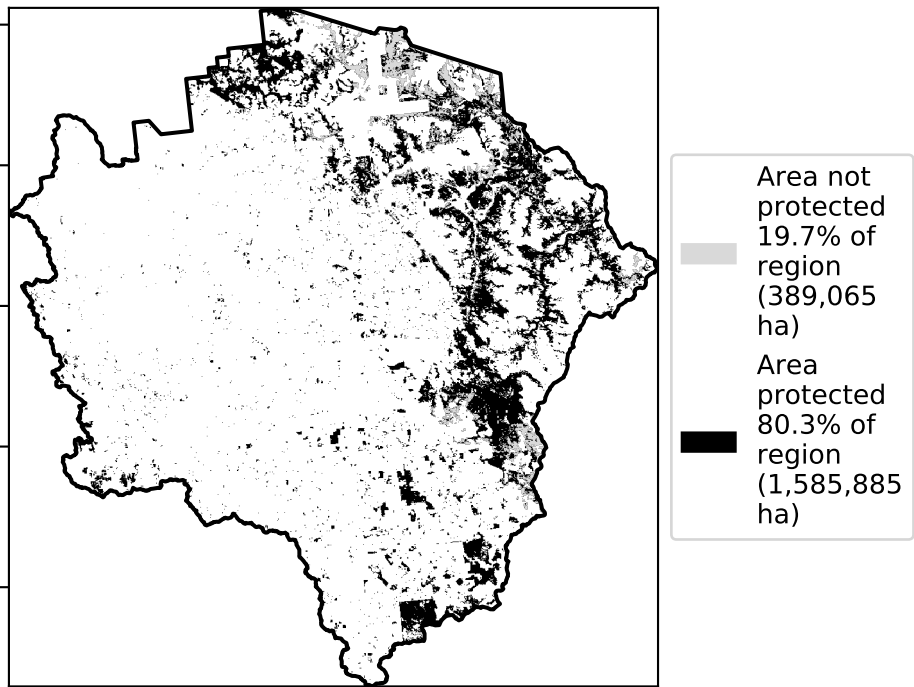 Area not
protected
19.7% of
region
(389,065
ha)
Area
protected
80.3% of
region
(1,585,885
ha)